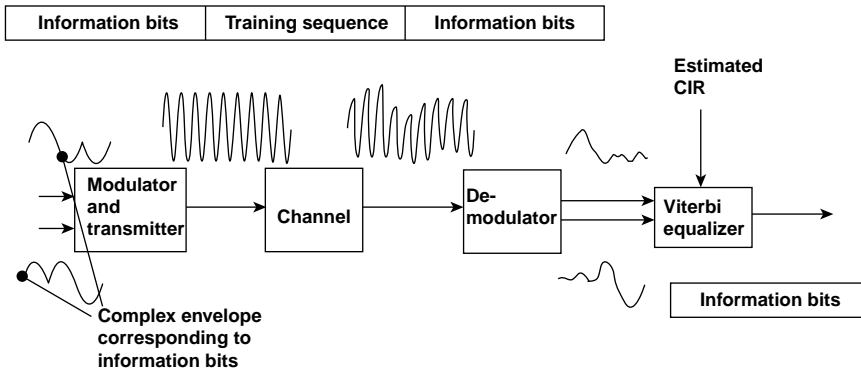 Information bits
Training sequence
Information bits
Estimated
CIR
Modulator
and
transmitter
Channel
De-
modulator
Viterbi
equalizer
Complex envelope
corresponding to
information bits
Information bits